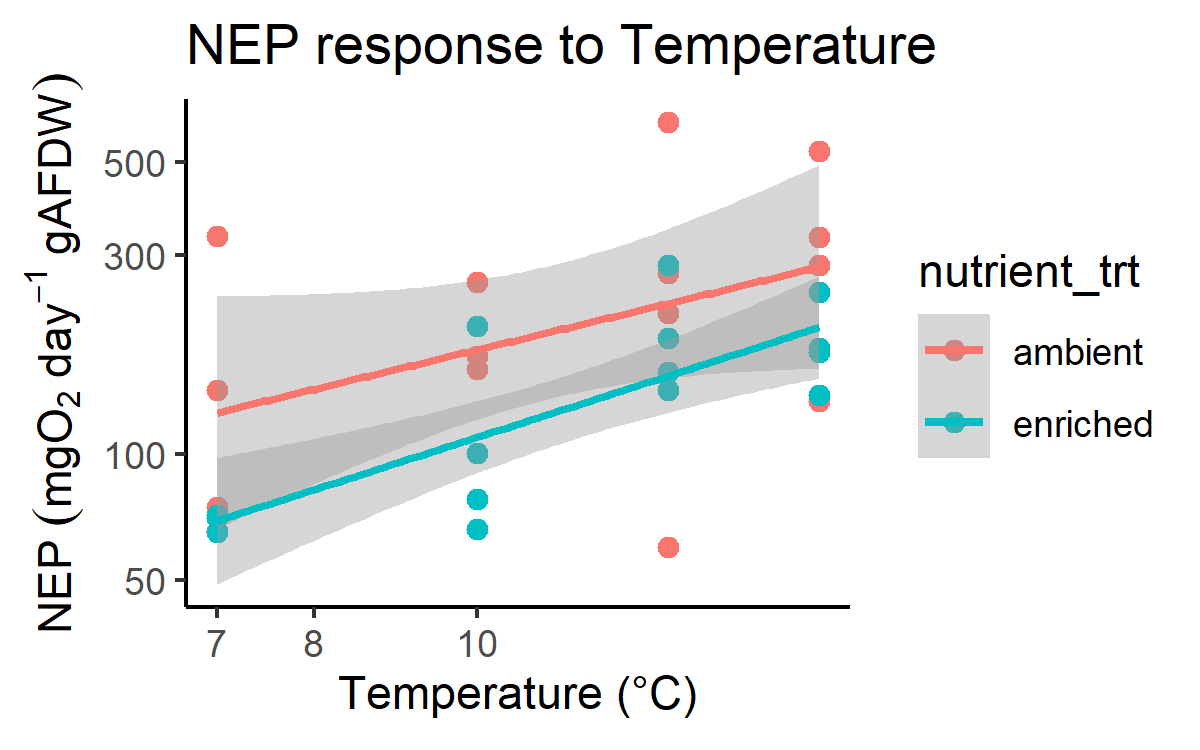 NEP response to Temperature
NEP (mgO₂ day⁻¹ gAFDW)
500
300
100
50
7 8 10
Temperature (°C)
nutrient_trt
ambient
enriched